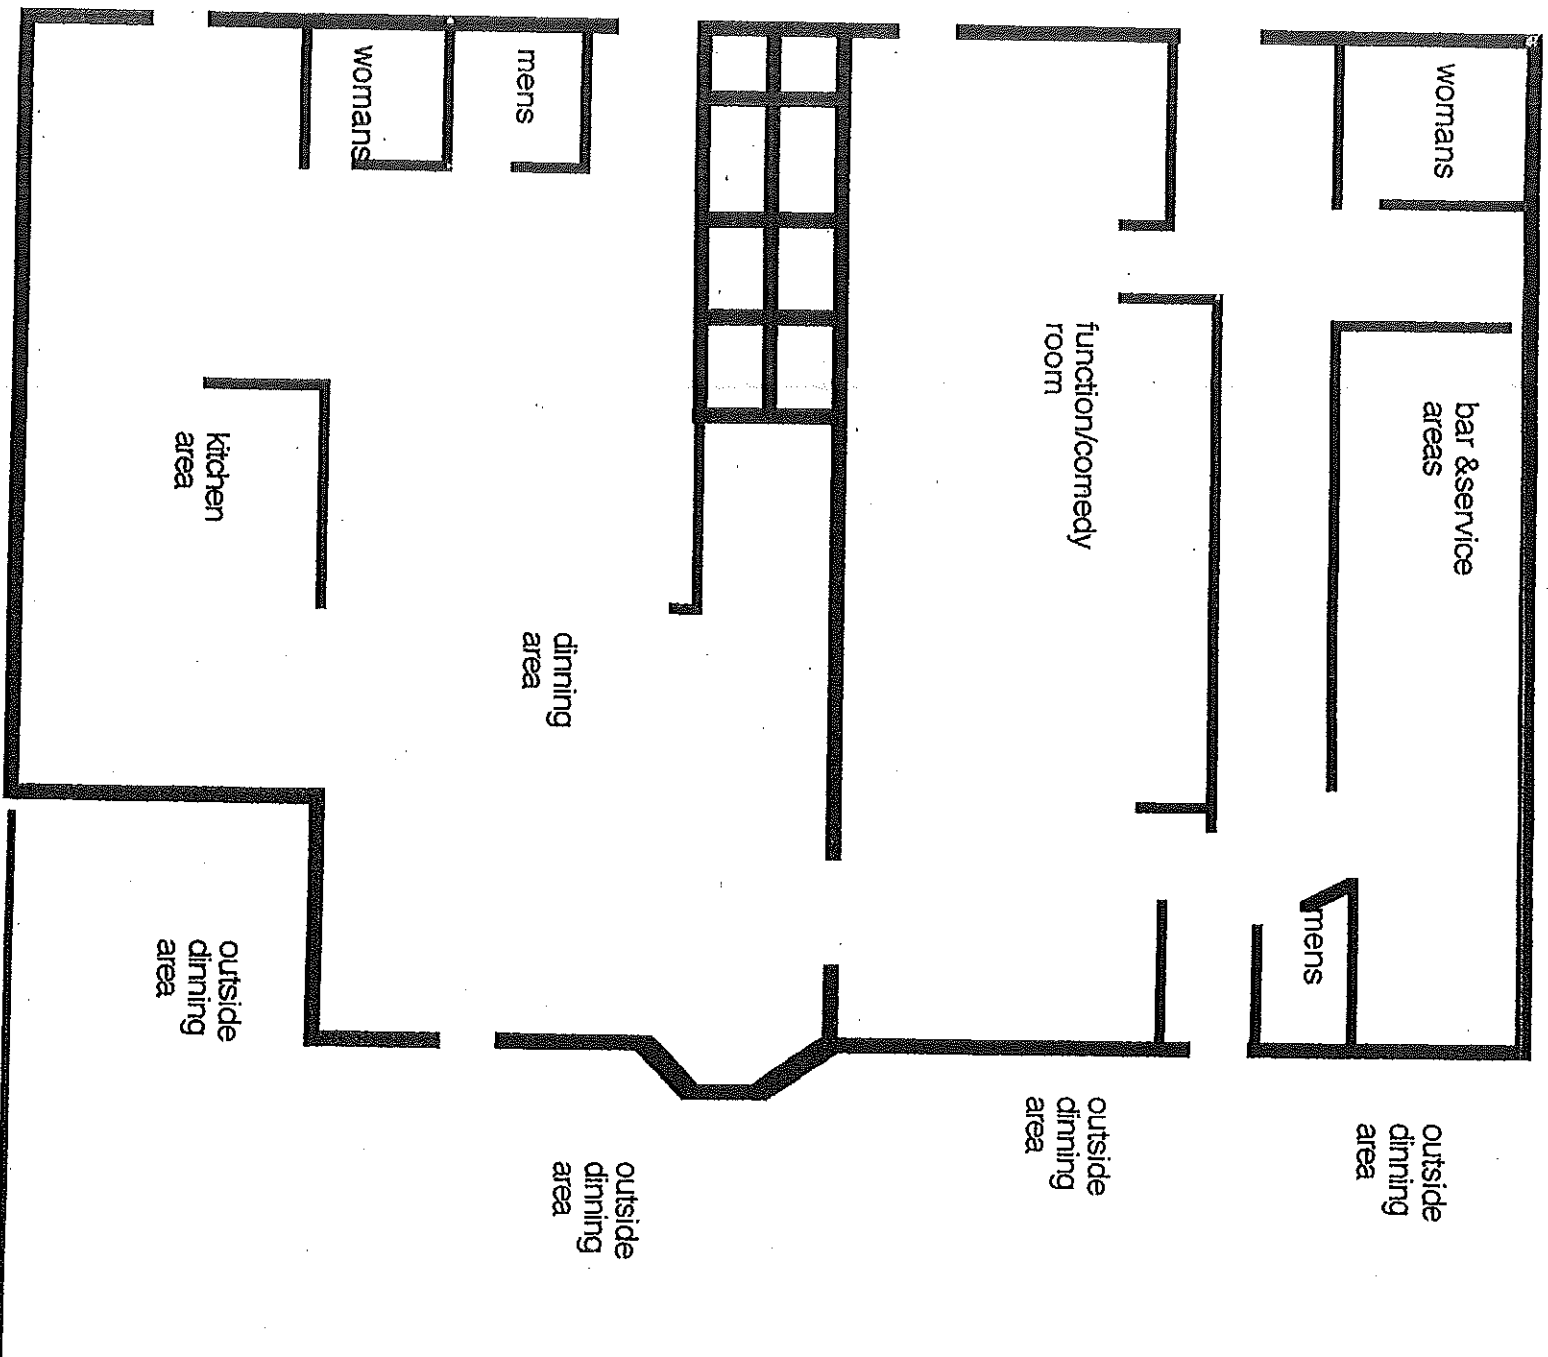 womans
mens
womans
bar &service
areas
function/comedy
room
kitchen
area
dinning
area
mens
outside
dinning
area
outside
dinning
area
outside
dinning
area
outside
dinning
area